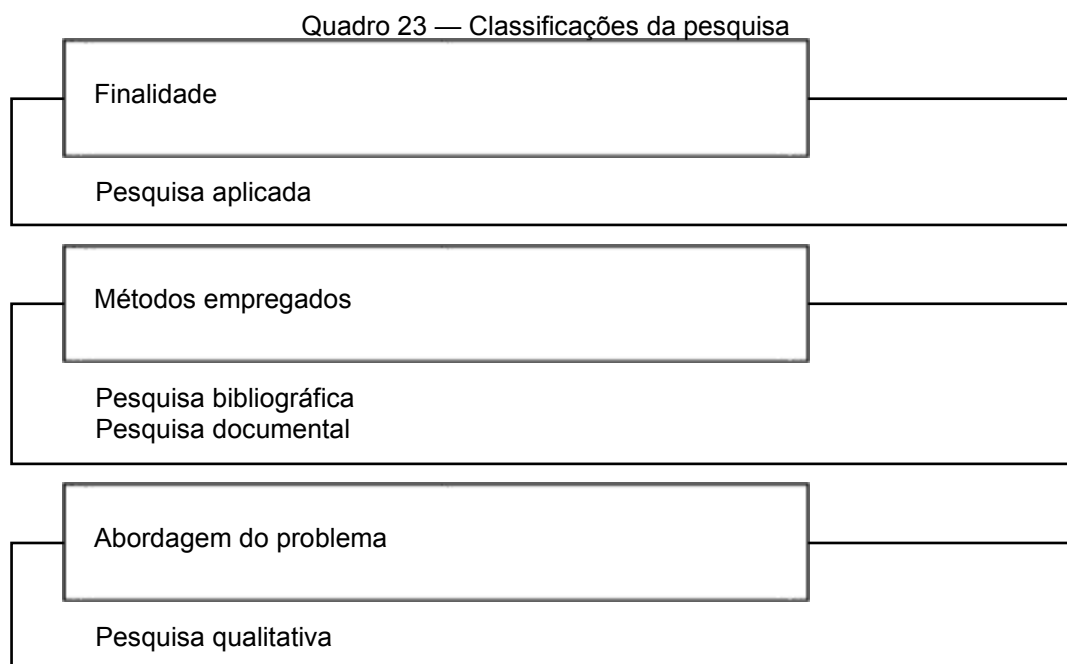 Quadro 23 — Classificações da pesquisa
Finalidade
Pesquisa aplicada
Métodos empregados
Pesquisa bibliográfica
Pesquisa documental
Abordagem do problema
Pesquisa qualitativa